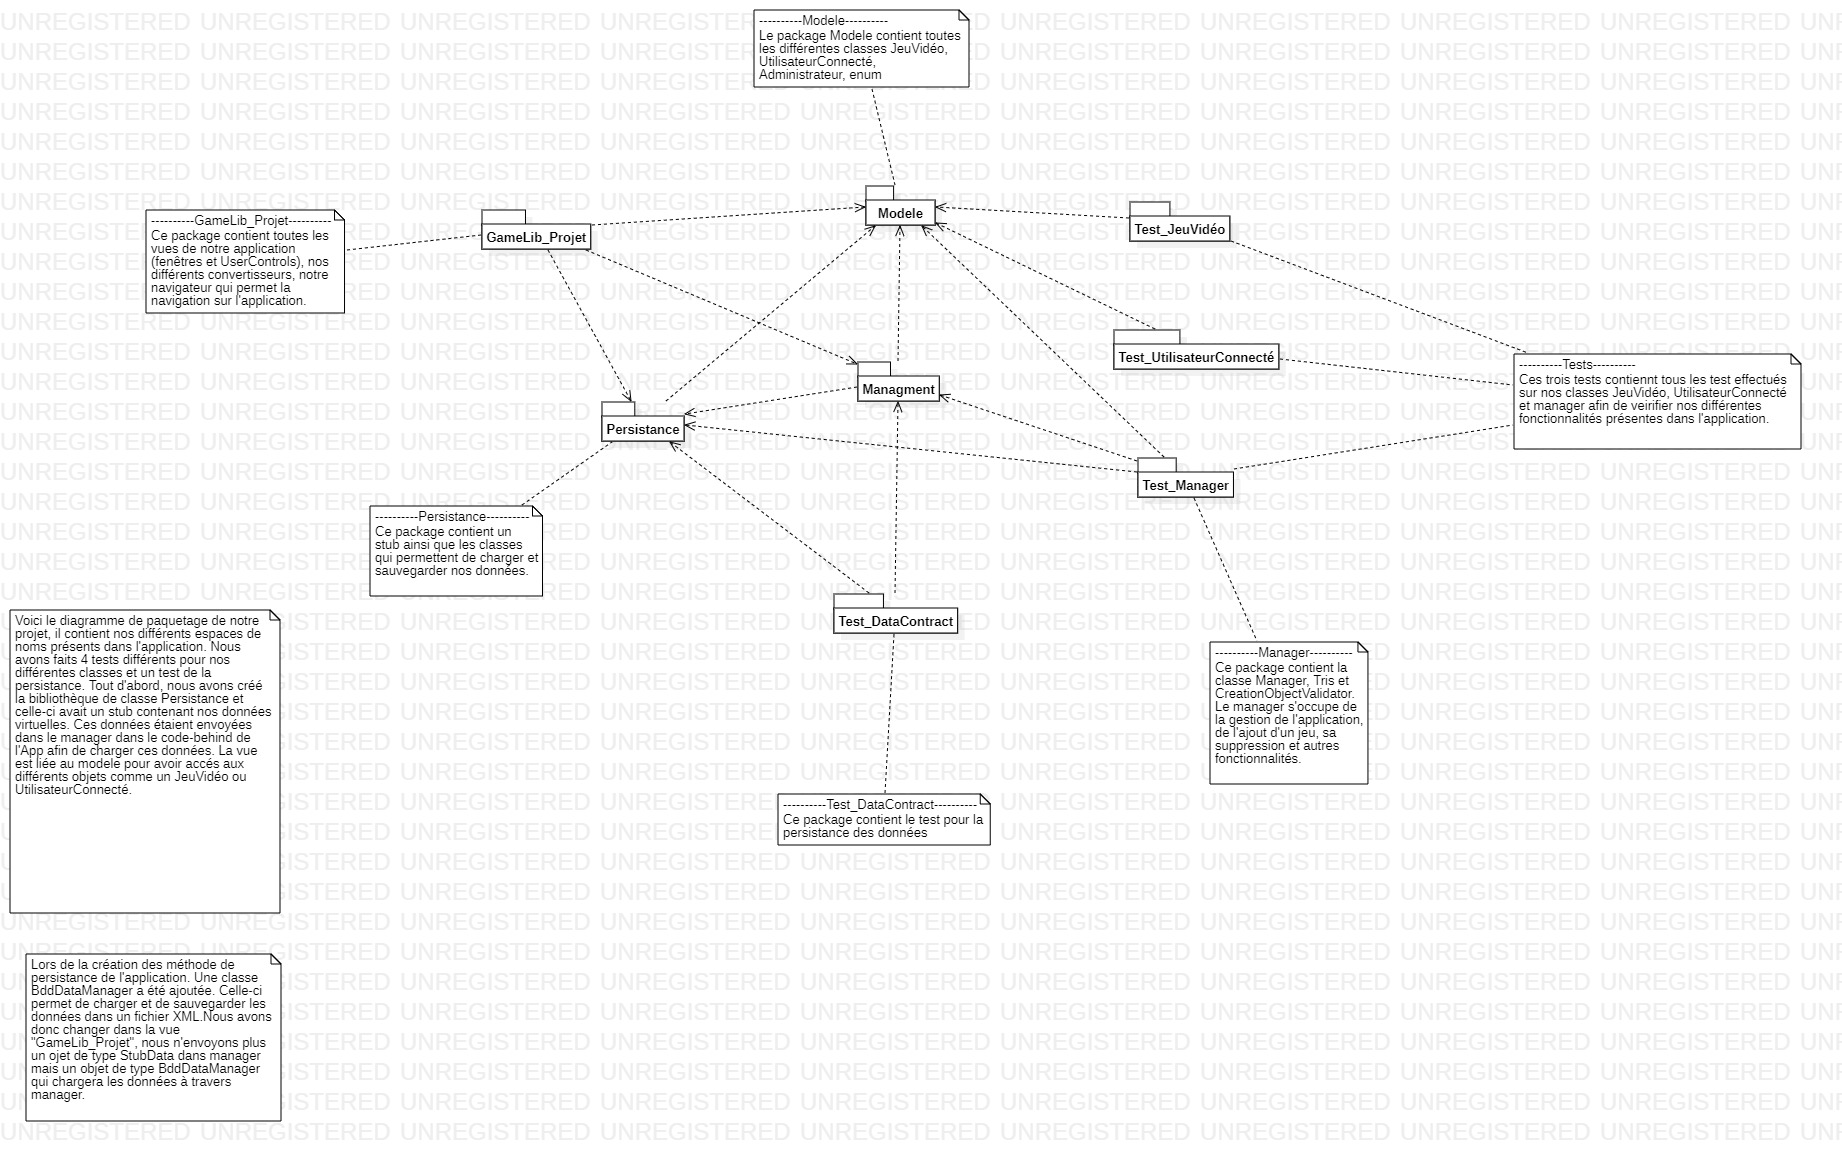 ----------Modele----------
Le package Modele contient toutes
les différentes classes JeuVidéo,
UtilisateurConnecté,
Administrateur, enum
Modele
----------GameLib_Projet----------
Ce package contient toutes les
vues de notre application
(fenêtres et UserControls), nos
différents convertisseurs, notre
navigateur qui permet la
navigation sur l'application.
GameLib_Projet
Test_JeuVidéo
Test_UtilisateurConnecté
----------Tests----------
Ces trois tests contiennt tous les test effectués
sur nos classes JeuVidéo, UtilisateurConnecté
et manager afin de veirifier nos différentes
fonctionnalités présentes dans l'application.
Managment
Persistance
Test_Manager
----------Persistance----------
Ce package contient un
stub ainsi que les classes
qui permettent de charger et
sauvegarder nos données.
Test_DataContract
Voici le diagramme de paquetage de notre
projet, il contient nos différents espaces de
noms présents dans l'application. Nous
avons faits 4 tests différents pour nos
différentes classes et un test de la
persistance. Tout d'abord, nous avons créé
la bibliothèque de classe Persistance et
celle-ci avait un stub contenant nos données
virtuelles. Ces données étaient envoyées
dans le manager dans le code-behind de
l'App afin de charger ces données. La vue
est liée au modele pour avoir accés aux
différents objets comme un JeuVidéo ou
UtilisateurConnecté.
----------Manager----------
Ce package contient la
classe Manager, Tris et
CreationObjectValidator.
Le manager s'occupe de
la gestion de l'application,
de l'ajout d'un jeu, sa
suppression et autres
fonctionnalités.
----------Test_DataContract----------
Ce package contient le test pour la
persistance des données
Lors de la création des méthode de
persistance de l'application. Une classe
BddDataManager a été ajoutée. Celle-ci
permet de charger et de sauvegarder les
données dans un fichier XML.Nous avons
donc changer dans la vue
"GameLib_Projet", nous n'envoyons plus
un ojet de type StubData dans manager
mais un objet de type BddDataManager
qui chargera les données à travers
manager.
UNREGISTERED